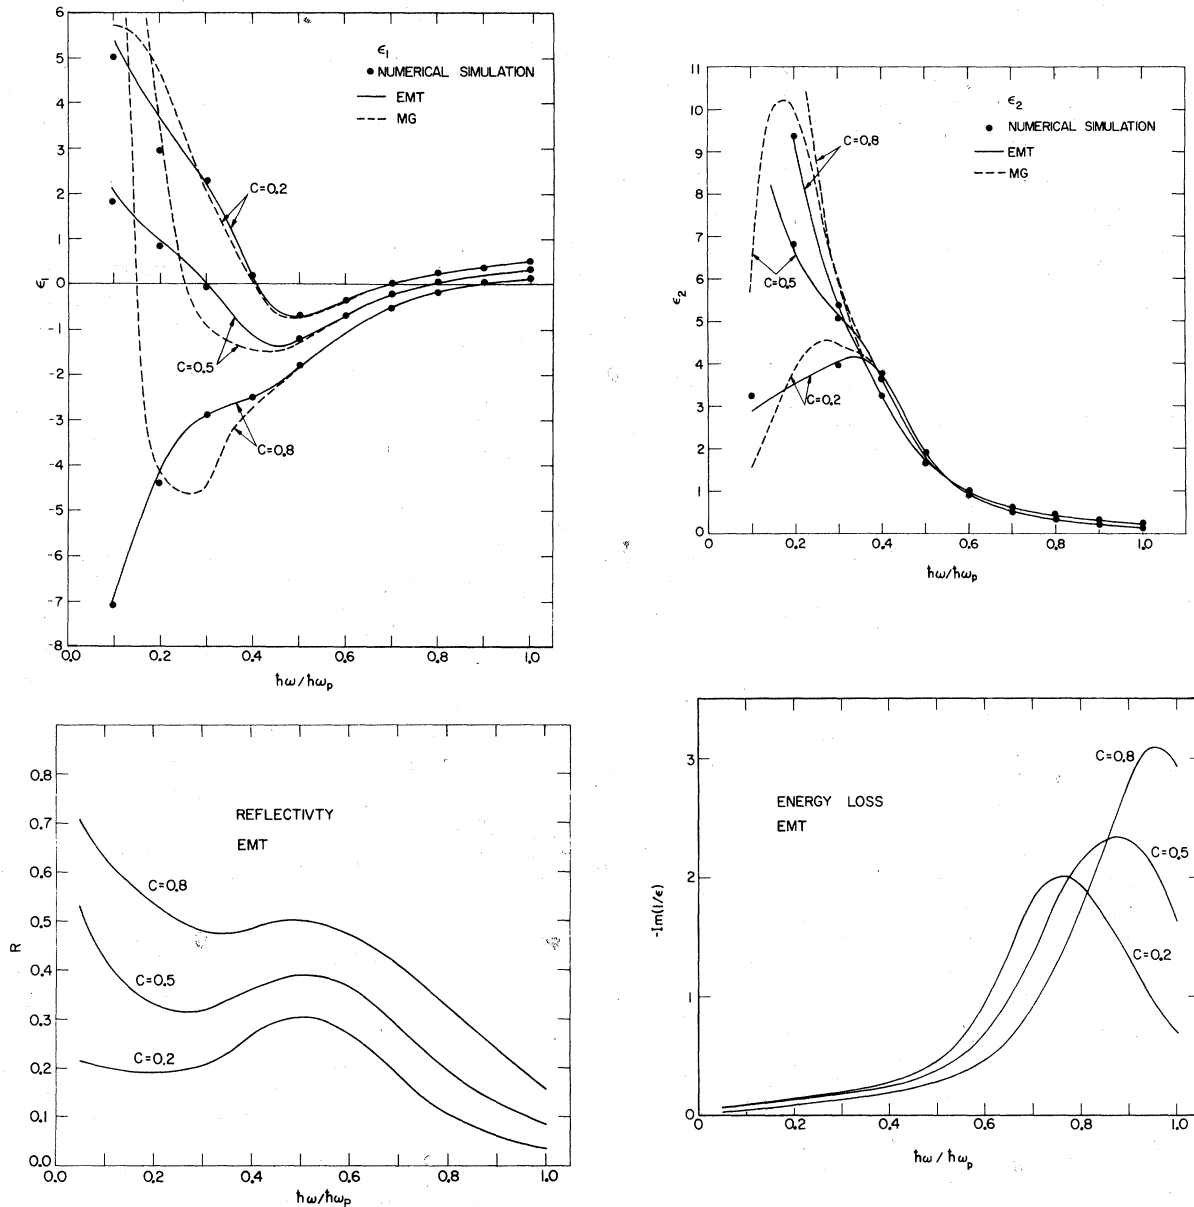 6
5
4
3
2
1
0
-1
-2
-3
-4
-5
-6
-7
-8
ϵ₁
ϵ₁
● NUMERICAL SIMULATION
EMT
MG
C=0.2
C=0.5
C=0.8
0.0 0.2 0.4 0.6 0.8 1.0
ħω/ħωₚ
11
10
9
8
7
6
5
4
3
2
1
0
ϵ₂
ϵ₂
● NUMERICAL SIMULATION
EMT
MG
C=0.8
C=0.5
C=0.2
0 0.2 0.4 0.6 0.8 1.0
ħω/ħωₚ
0.8
0.7
0.6
0.5
0.4
0.3
0.2
0.1
0.0
R
REFLECTIVTY
EMT
C=0.8
C=0.5
C=0.2
0.0 0.2 0.4 0.6 0.8 1.0
ħω/ħωₚ
3
2
1
0
-Im(1/ϵ)
ENERGY LOSS
EMT
C=0.8
C=0.5
C=0.2
0.2 0.4 0.6 0.8 1.0
ħω/ħωₚ